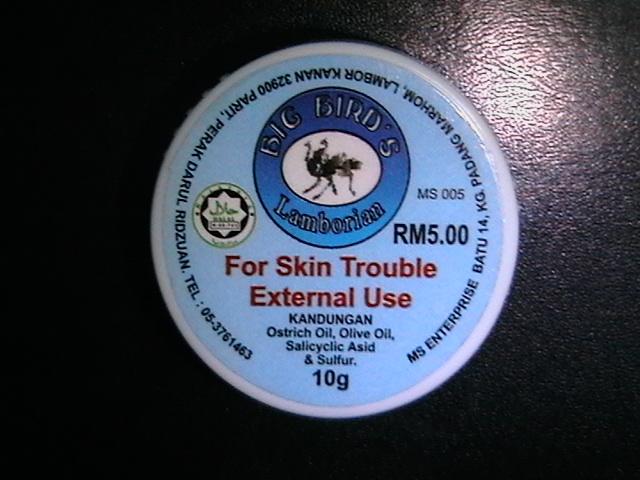 BIG BIRD'S
Lamborian
MS 005
حلال
HALAL
RM5.00
For Skin Trouble
External Use
KANDUNGAN
Ostrich Oil, Olive Oil,
Salicyclic Asid
& Sulfur.
10g
MS ENTERPRISE BATU 14, KG. PADANG MARHOM, LAMBOR KANAN 32900 PARIT, PERAK DARUL RIDZUAN. TEL : 05-3761463